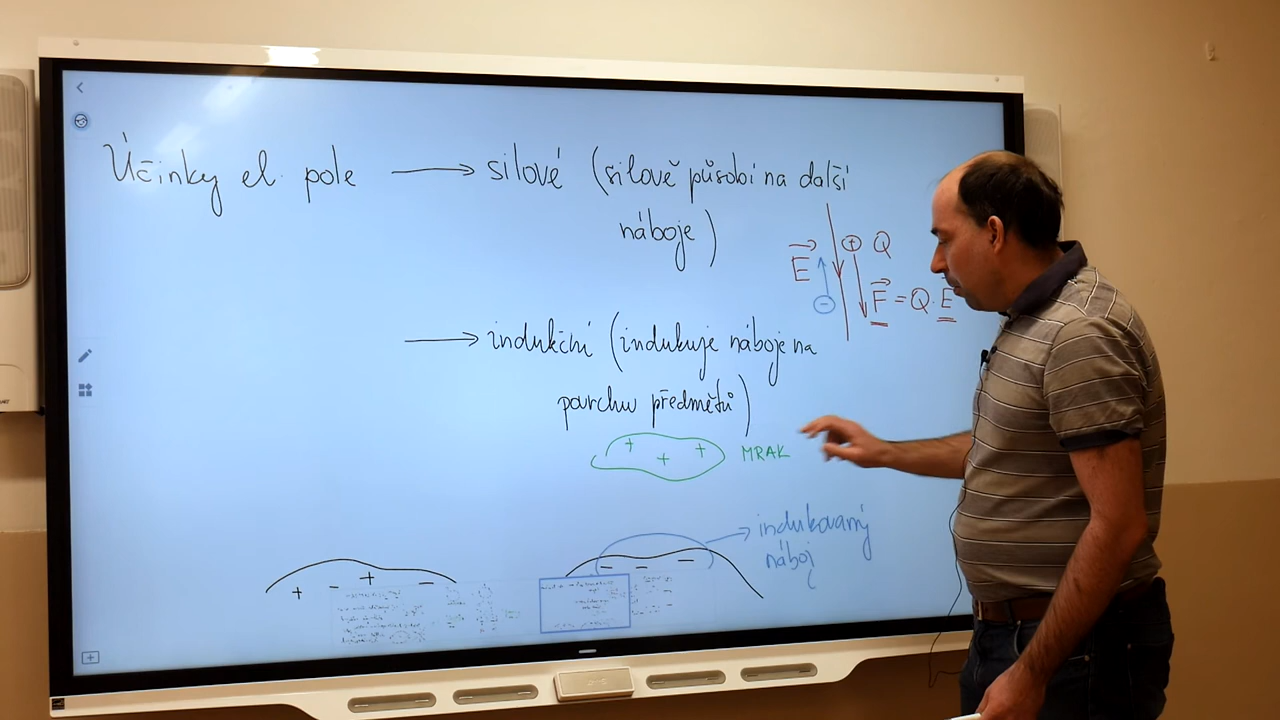 Účinky el. pole → silové (silově působí na další
náboje)
E
+ Q
−
F = Q · E
→ indukční (indukuje náboje na
povrchu předmětů)
+ + + MRAK
→ indukovaný
náboj
+ − + −
− − −